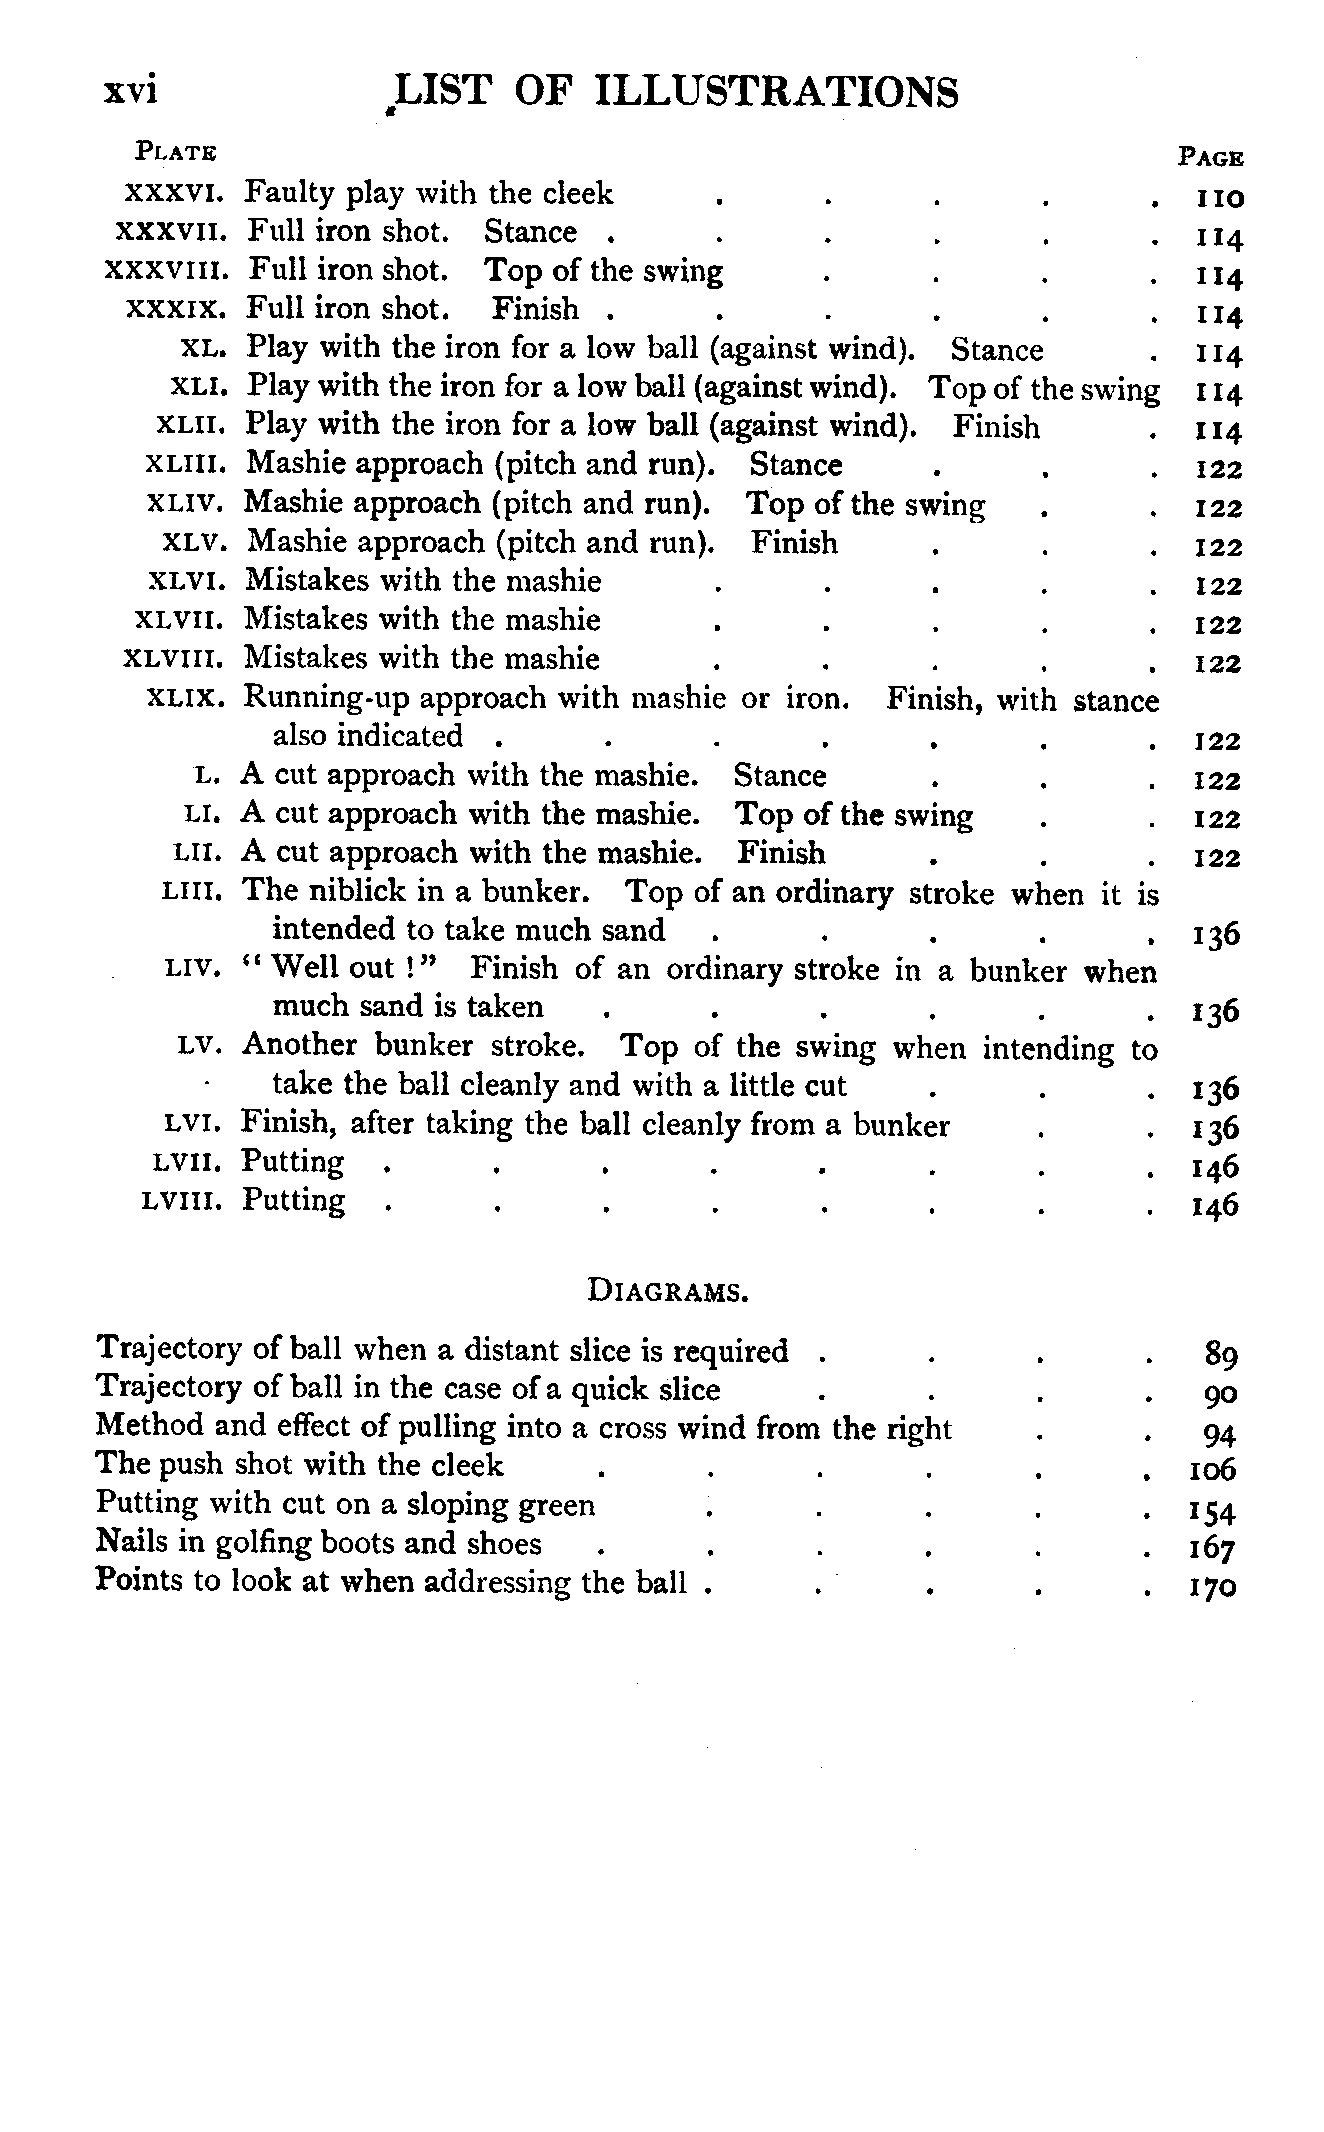 xvi LIST OF ILLUSTRATIONS
PLATE PAGE
XXXVI. Faulty play with the cleek . . . . . 110
XXXVII. Full iron shot. Stance . . . . . . 114
XXXVIII. Full iron shot. Top of the swing . . . . 114
XXXIX. Full iron shot. Finish . . . . . . 114
XL. Play with the iron for a low ball (against wind). Stance . 114
XLI. Play with the iron for a low ball (against wind). Top of the swing 114
XLII. Play with the iron for a low ball (against wind). Finish . 114
XLIII. Mashie approach (pitch and run). Stance . . . 122
XLIV. Mashie approach (pitch and run). Top of the swing . . 122
XLV. Mashie approach (pitch and run). Finish . . . 122
XLVI. Mistakes with the mashie . . . . . 122
XLVII. Mistakes with the mashie . . . . . 122
XLVIII. Mistakes with the mashie . . . . . 122
XLIX. Running-up approach with mashie or iron. Finish, with stance
also indicated . . . . . . . 122
L. A cut approach with the mashie. Stance . . . 122
LI. A cut approach with the mashie. Top of the swing . . 122
LII. A cut approach with the mashie. Finish . . . 122
LIII. The niblick in a bunker. Top of an ordinary stroke when it is
intended to take much sand . . . . . 136
LIV. “ Well out !” Finish of an ordinary stroke in a bunker when
much sand is taken . . . . . . 136
LV. Another bunker stroke. Top of the swing when intending to
take the ball cleanly and with a little cut . . . 136
LVI. Finish, after taking the ball cleanly from a bunker . . 136
LVII. Putting . . . . . . . . 146
LVIII. Putting . . . . . . . . 146
DIAGRAMS.
Trajectory of ball when a distant slice is required . . . . 89
Trajectory of ball in the case of a quick slice . . . . 90
Method and effect of pulling into a cross wind from the right . . 94
The push shot with the cleek . . . . . . 106
Putting with cut on a sloping green . . . . . 154
Nails in golfing boots and shoes . . . . . . 167
Points to look at when addressing the ball . . . . . 170